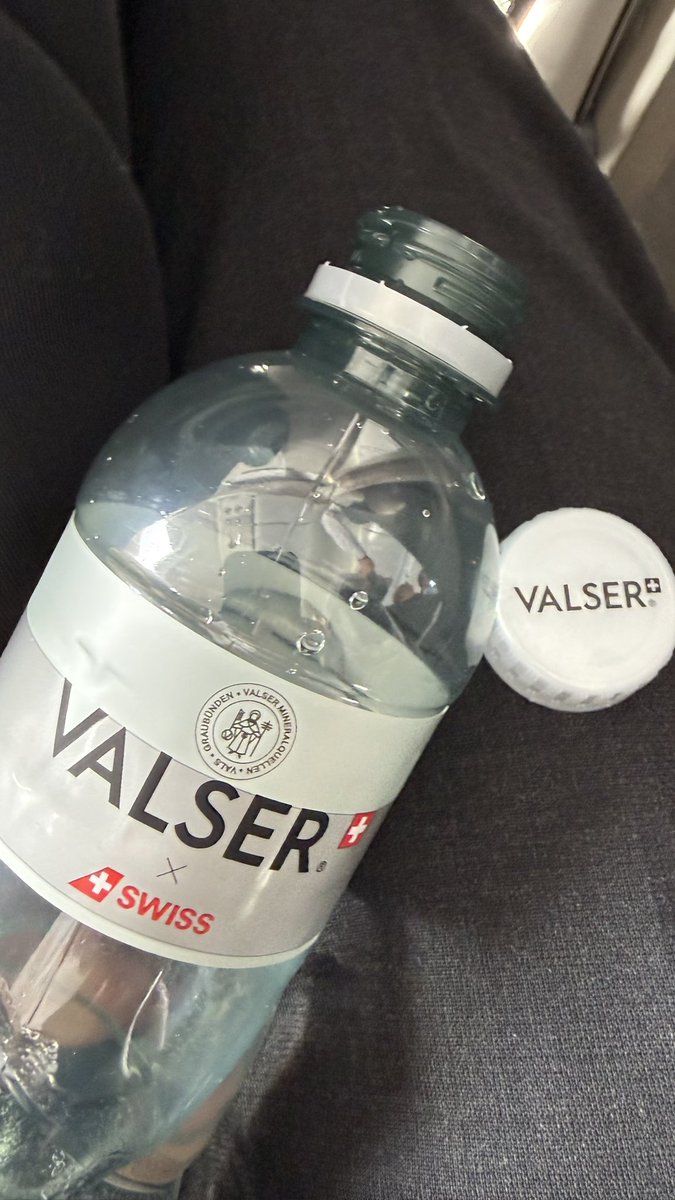 VALSER®
VALS • GRAUBÜNDEN • VALSER MINERALQUELLEN •
VALSER®
×
SWISS